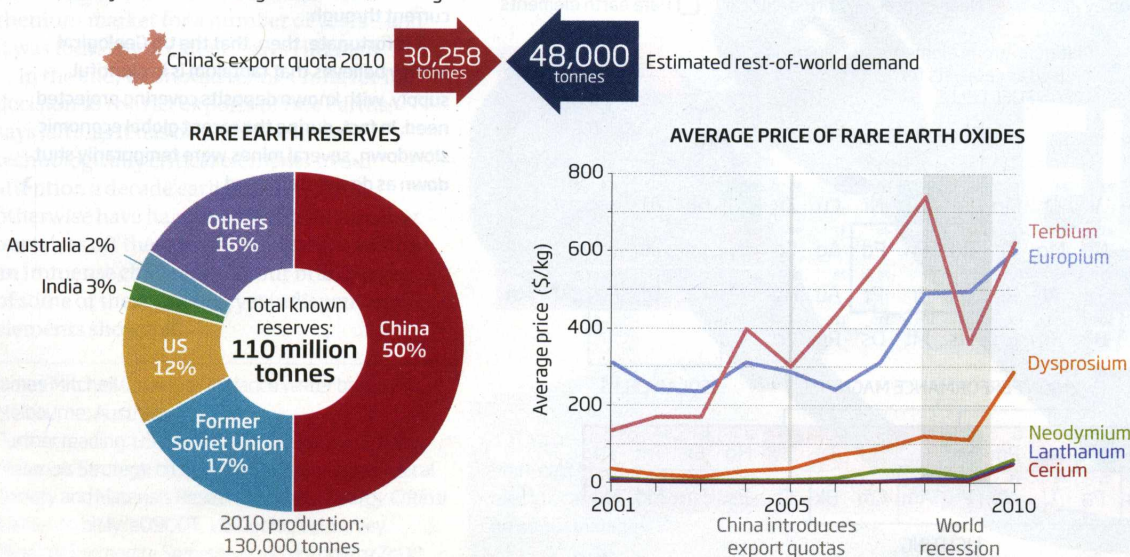 China's export quota 2010
30,258
tonnes
48,000
tonnes
Estimated rest-of-world demand
RARE EARTH RESERVES
Others
16%
Australia 2%
India 3%
US
12%
Former
Soviet Union
17%
China
50%
Total known
reserves:
110 million
tonnes
2010 production:
130,000 tonnes
AVERAGE PRICE OF RARE EARTH OXIDES
Average price ($/kg)
800
600
400
200
0
2001
2005
2010
China introduces
export quotas
World
recession
Terbium
Europium
Dysprosium
Neodymium
Lanthanum
Cerium